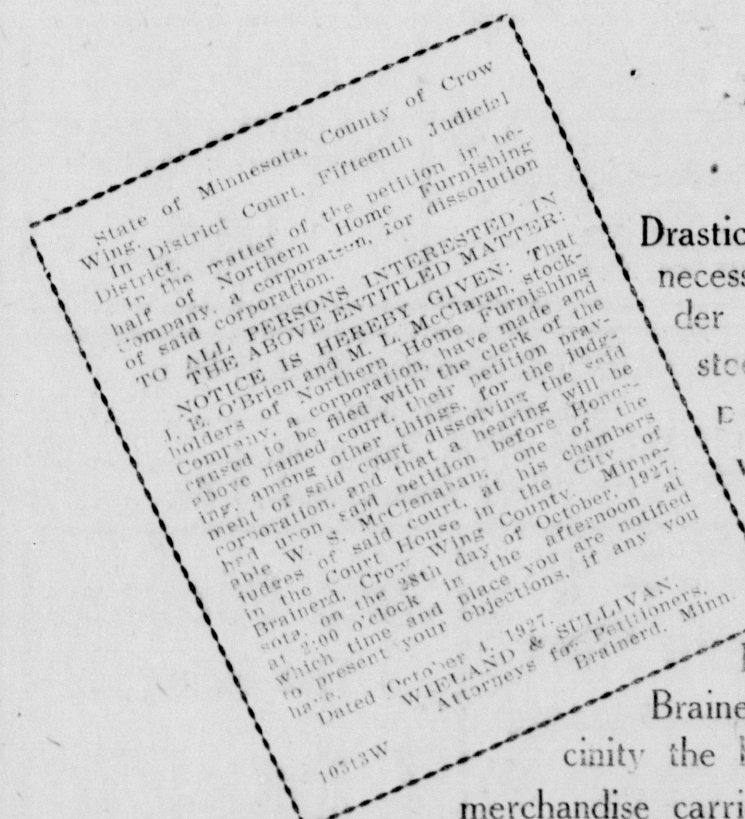 State of Minnesota, County of Crow
Wing.
In District Court, Fifteenth Judicial
District.
In the matter of the petition in be-
half of Northern Home Furnishing
Company, a corporation, for dissolution
of said corporation.
TO ALL PERSONS INTERESTED IN
THE ABOVE ENTITLED MATTER:
NOTICE IS HEREBY GIVEN: That
J. E. O'Brien and M. L. McClaran, stock-
holders of Northern Home Furnishing
Company, a corporation, have made and
caused to be filed with the clerk of the
above named court, their petition pray-
ing, among other things, for the judg-
ment of said court dissolving the said
corporation, and that a hearing will be
had upon said petition before Honor-
able W. S. McClenahan, one of the
judges of said court, at his chambers
in the Court House in the City of
Brainerd, Crow Wing County, Minne-
sota, on the 28th day of October, 1927,
at 2:00 o'clock in the afternoon at
which time and place you are notified
to present your objections, if any you
have.
Dated October 4, 1927.
WIELAND & SULLIVAN,
Attorneys for Petitioners,
Brainerd, Minn.
105t3W
Drastic
necess
der
ste
p
Braine
cinity the
merchandise carri